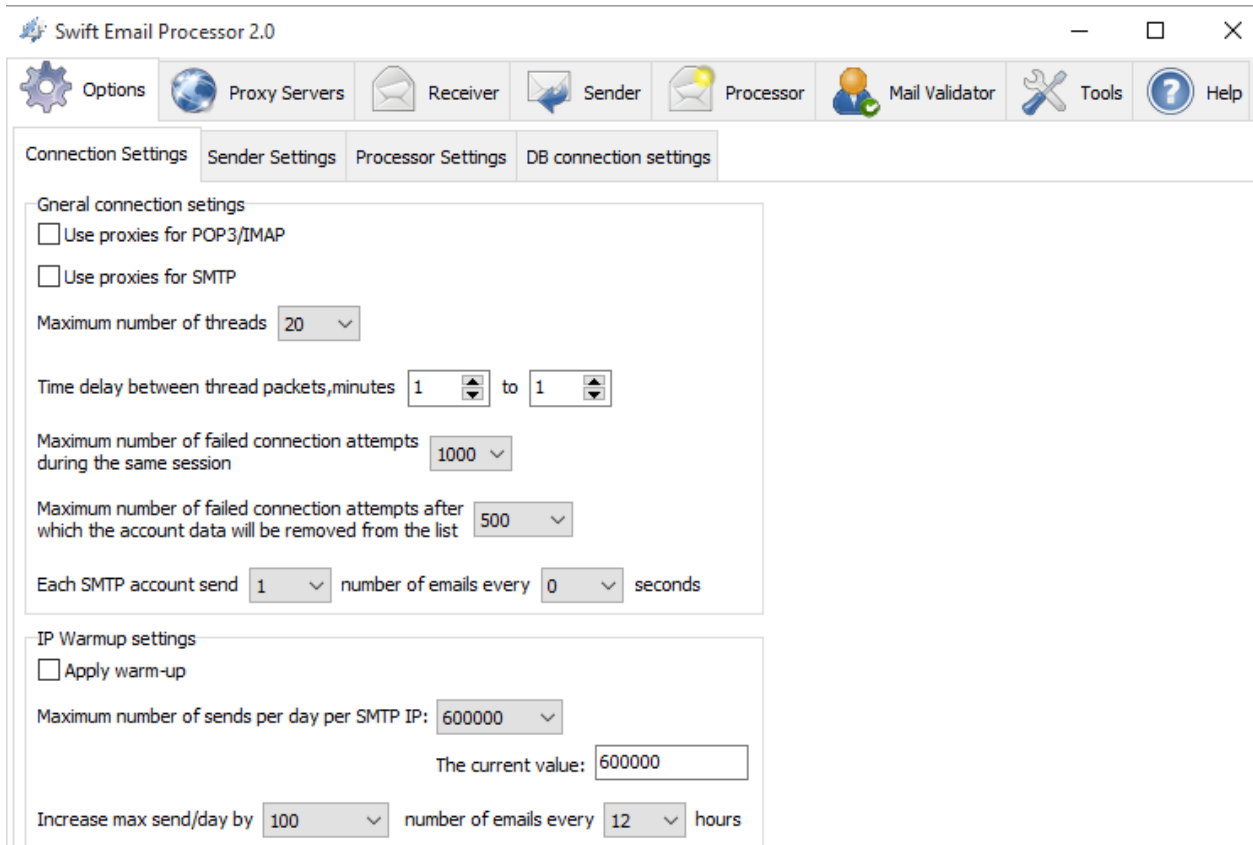 Swift Email Processor 2.0
Options Proxy Servers Receiver Sender Processor Mail Validator Tools Help
Connection Settings Sender Settings Processor Settings DB connection settings
Gneral connection setings
Use proxies for POP3/IMAP
Use proxies for SMTP
Maximum number of threads 20
Time delay between thread packets,minutes 1 to 1
Maximum number of failed connection attempts
during the same session 1000
Maximum number of failed connection attempts after
which the account data will be removed from the list 500
Each SMTP account send 1 number of emails every 0 seconds
IP Warmup settings
Apply warm-up
Maximum number of sends per day per SMTP IP: 600000
The current value: 600000
Increase max send/day by 100 number of emails every 12 hours